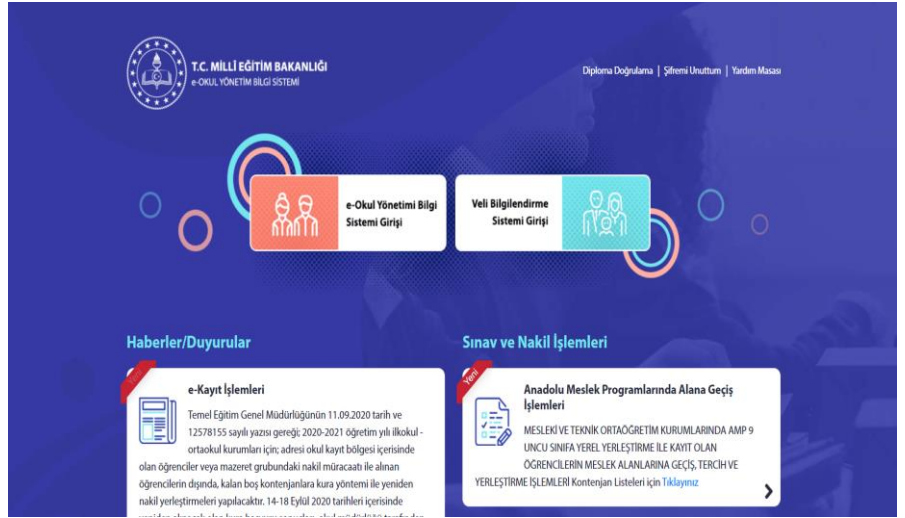 T.C. MİLLÎ EĞİTİM BAKANLIĞI
e-OKUL YÖNETİM BİLGİ SİSTEMİ
Diploma Doğrulama | Şifremi Unuttum | Yardım Masası
e-Okul Yönetimi Bilgi
Sistemi Girişi
Veli Bilgilendirme
Sistemi Girişi
Haberler/Duyurular
Yeni
e-Kayıt İşlemleri
Temel Eğitim Genel Müdürlüğünün 11.09.2020 tarih ve
12578155 sayılı yazısı gereği; 2020-2021 öğretim yılı ilkokul -
ortaokul kurumları için; adresi okul kayıt bölgesi içerisinde
olan öğrenciler veya mazeret grubundaki nakil müracaatı ile alınan
öğrencilerin dışında, kalan boş kontenjanlara kura yöntemi ile yeniden
nakil yerleştirmeleri yapılacaktır. 14-18 Eylül 2020 tarihleri içerisinde
Sınav ve Nakil İşlemleri
Yeni
Anadolu Meslek Programlarında Alana Geçiş
İşlemleri
MESLEKİ VE TEKNİK ORTAÖĞRETİM KURUMLARINDA AMP 9
UNCU SINIFA YEREL YERLEŞTİRME İLE KAYIT OLAN
ÖĞRENCİLERİN MESLEK ALANLARINA GEÇİŞ, TERCİH VE
YERLEŞTİRME İŞLEMLERİ Kontenjan Listeleri için Tıklayınız